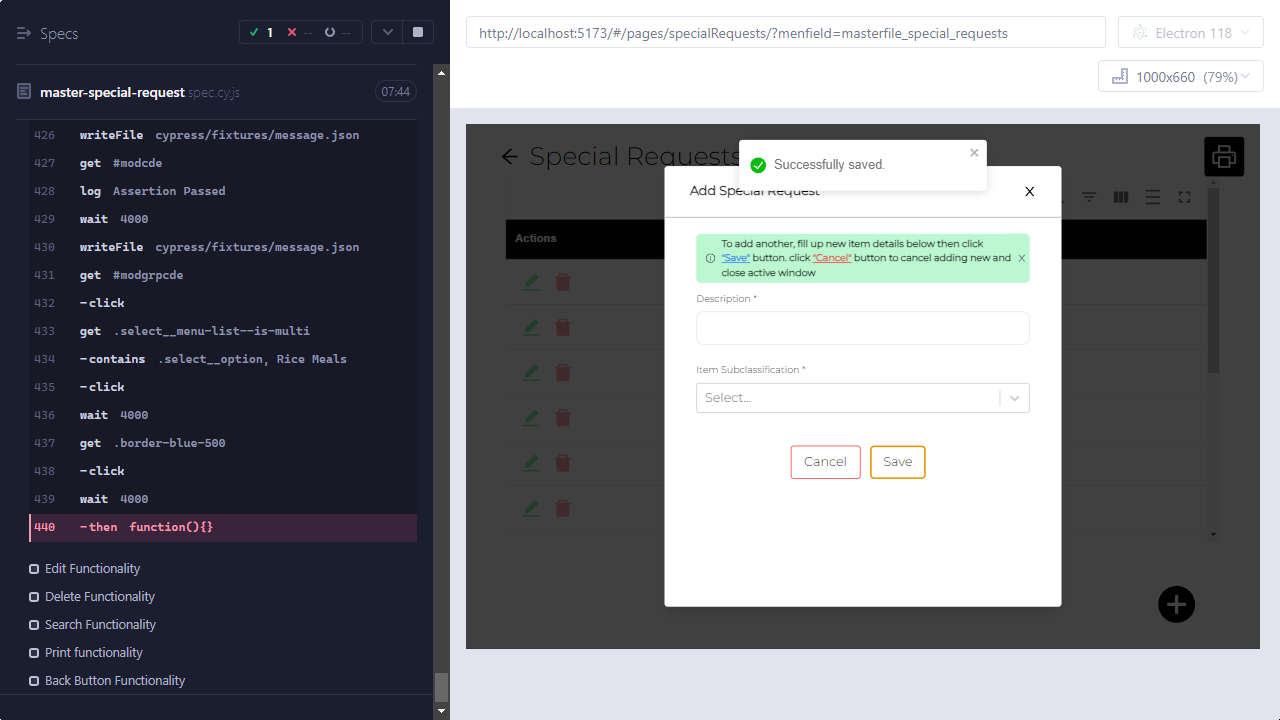 Specs
1
--
--
master-special-request.spec.cy.js
07:44
426 writeFile cypress/fixtures/message.json
427 get #modcde
428 log Assertion Passed
429 wait 4000
430 writeFile cypress/fixtures/message.json
431 get #modgrpcde
432 -click
433 get .select__menu-list--is-multi
434 -contains .select__option, Rice Meals
435 -click
436 wait 4000
437 get .border-blue-500
438 -click
439 wait 4000
440 -then function(){}
Edit Functionality
Delete Functionality
Search Functionality
Print functionality
Back Button Functionality
http://localhost:5173/#/pages/specialRequests/?menfield=masterfile_special_requests
Electron 118
1000x660 (79%)
Special Requests
Successfully saved.
×
Add Special Request
X
Actions
To add another, fill up new item details below then click
"Save" button. click "Cancel" button to cancel adding new and
close active window
X
Description *
Item Subclassification *
Select...
Cancel
Save